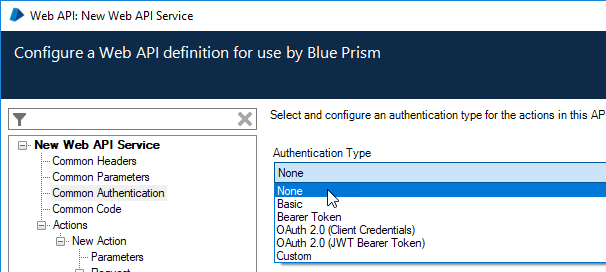 Web API: New Web API Service
Configure a Web API definition for use by Blue Prism
Select and configure an authentication type for the actions in this AP
New Web API Service
Common Headers
Common Parameters
Common Authentication
Common Code
Actions
New Action
Parameters
Request
Authentication Type
None
None
Basic
Bearer Token
OAuth 2.0 (Client Credentials)
OAuth 2.0 (JWT Bearer Token)
Custom